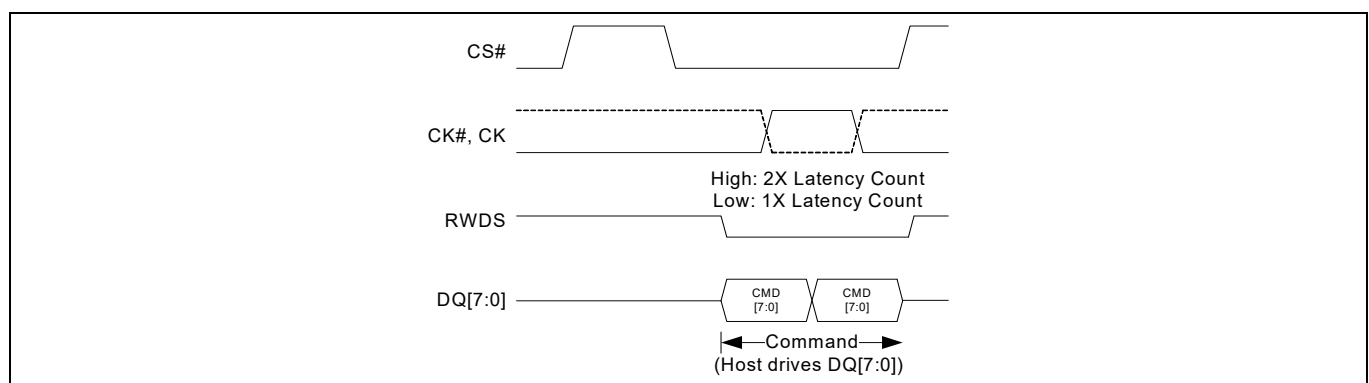 CS#
CK#, CK
High: 2X Latency Count
Low: 1X Latency Count
RWDS
DQ[7:0]
CMD
[7:0]
CMD
[7:0]
Command
(Host drives DQ[7:0])